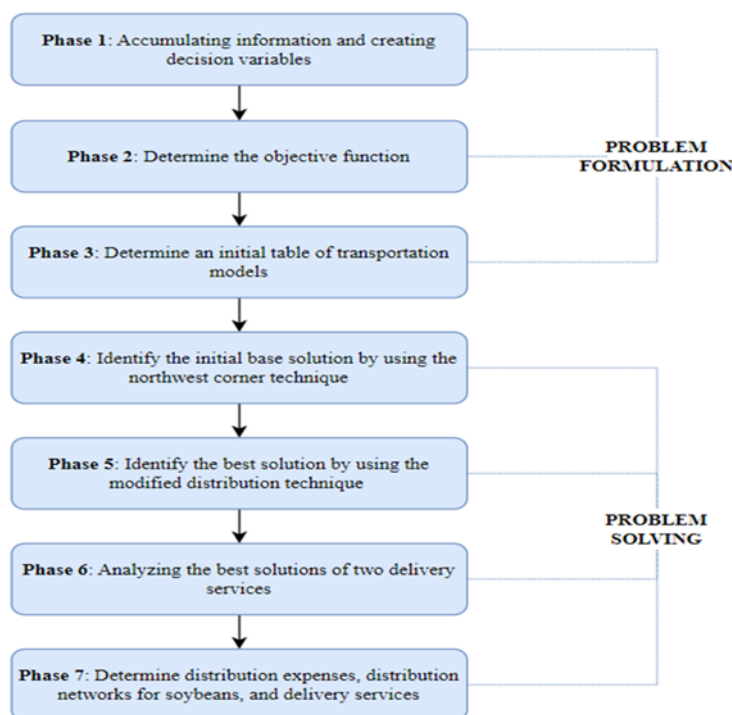 Phase 1: Accumulating information and creating
decision variables
Phase 2: Determine the objective function
PROBLEM
FORMULATION
Phase 3: Determine an initial table of transportation
models
Phase 4: Identify the initial base solution by using the
northwest corner technique
Phase 5: Identify the best solution by using the
modified distribution technique
PROBLEM
SOLVING
Phase 6: Analyzing the best solutions of two delivery
services
Phase 7: Determine distribution expenses, distribution
networks for soybeans, and delivery services